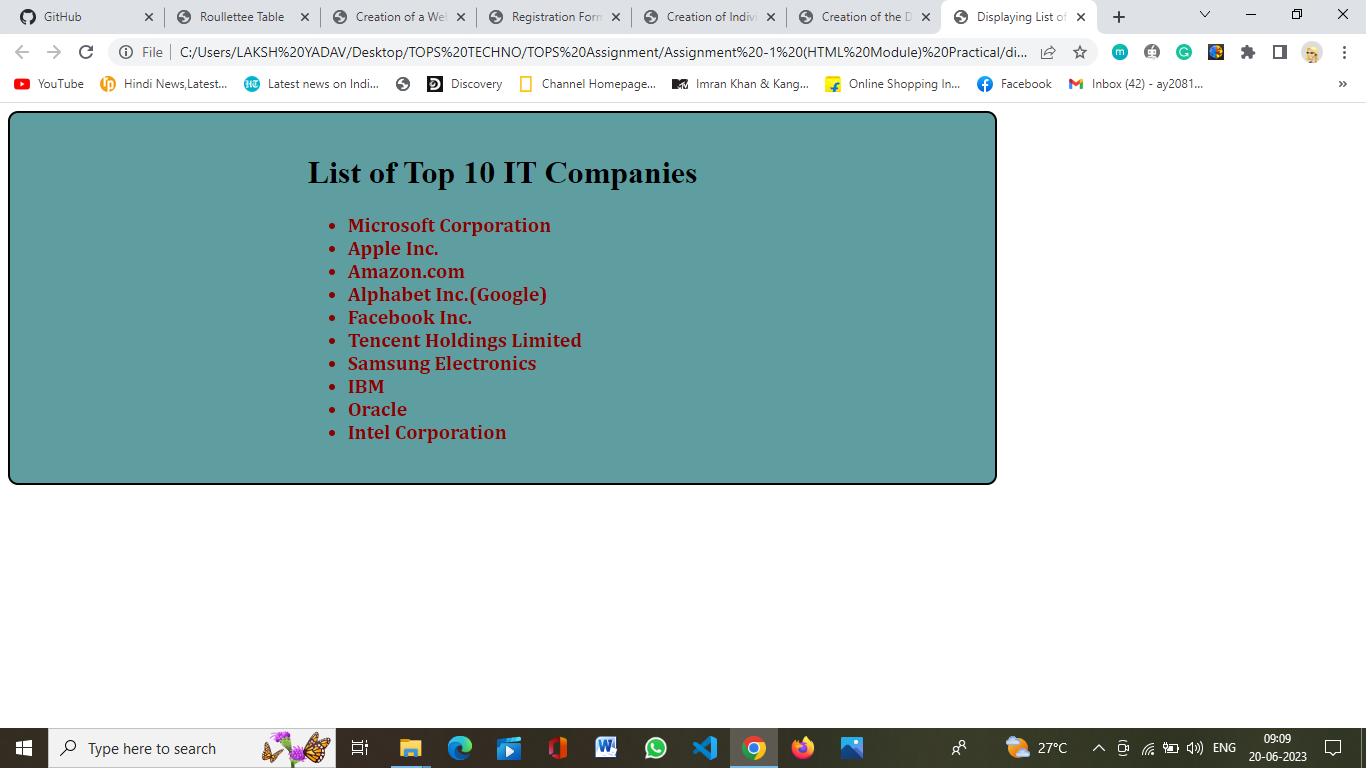 GitHub
Roullettee Table
Creation of a Web
Registration Form
Creation of Indivi
Creation of the D
Displaying List of
File
C:/Users/LAKSH%20YADAV/Desktop/TOPS%20TECHNO/TOPS%20Assignment/Assignment%20-1%20(HTML%20Module)%20Practical/di...
YouTube
Hindi News,Latest...
Latest news on Indi...
Discovery
Channel Homepage...
Imran Khan & Kang...
Online Shopping In...
Facebook
Inbox (42) - ay2081...
List of Top 10 IT Companies
• Microsoft Corporation
• Apple Inc.
• Amazon.com
• Alphabet Inc.(Google)
• Facebook Inc.
• Tencent Holdings Limited
• Samsung Electronics
• IBM
• Oracle
• Intel Corporation
Type here to search
27°C
ENG
09:09
20-06-2023